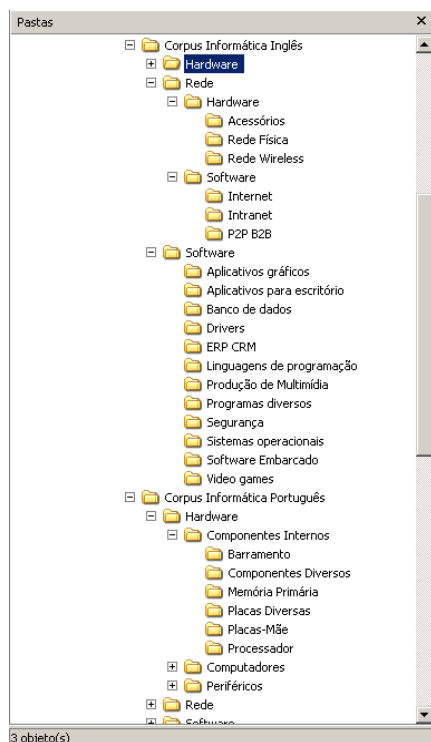 Pastas
Corpus Informática Inglês
Hardware
Rede
Hardware
Acessórios
Rede Física
Rede Wireless
Software
Internet
Intranet
P2P B2B
Software
Aplicativos gráficos
Aplicativos para escritório
Banco de dados
Drivers
ERP CRM
Linguagens de programação
Produção de Multimídia
Programas diversos
Segurança
Sistemas operacionais
Software Embarcado
Video games
Corpus Informática Português
Hardware
Componentes Internos
Barramento
Componentes Diversos
Memória Primária
Placas Diversas
Placas-Mãe
Processador
Computadores
Periféricos
Rede
Software
3 objeto(s)